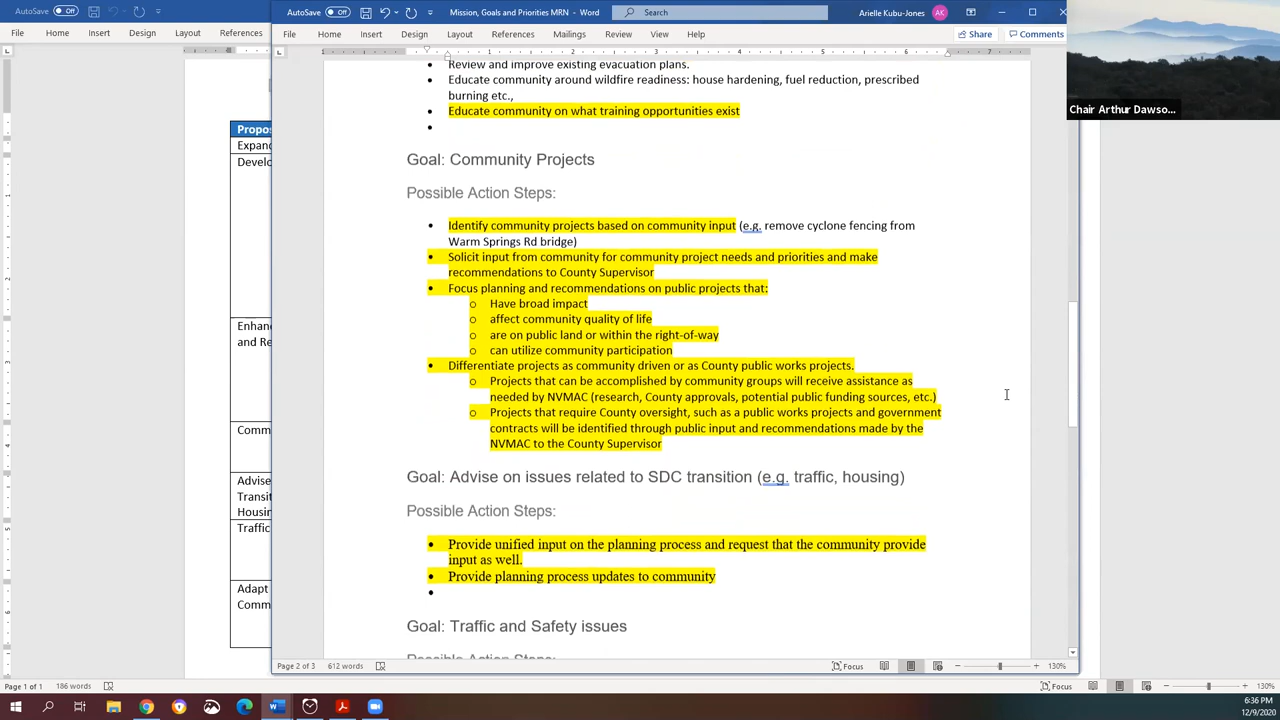 AutoSave Off
AutoSave Off Mission, Goals and Priorities MRN - Word Search Arielle Kubu-Jones AK
File Home Insert Design Layout References
File Home Insert Design Layout References Mailings Review View Help Share Comments
Chair Arthur Dawso...
Review and improve existing evacuation plans.
• Educate community around wildfire readiness: house hardening, fuel reduction, prescribed
burning etc.,
• Educate community on what training opportunities exist
•
Goal: Community Projects
Possible Action Steps:
• Identify community projects based on community input (e.g. remove cyclone fencing from
Warm Springs Rd bridge)
• Solicit input from community for community project needs and priorities and make
recommendations to County Supervisor
• Focus planning and recommendations on public projects that:
o Have broad impact
o affect community quality of life
o are on public land or within the right-of-way
o can utilize community participation
• Differentiate projects as community driven or as County public works projects.
o Projects that can be accomplished by community groups will receive assistance as
needed by NVMAC (research, County approvals, potential public funding sources, etc.)
o Projects that require County oversight, such as a public works projects and government
contracts will be identified through public input and recommendations made by the
NVMAC to the County Supervisor
Goal: Advise on issues related to SDC transition (e.g. traffic, housing)
Possible Action Steps:
• Provide unified input on the planning process and request that the community provide
input as well.
• Provide planning process updates to community
•
Goal: Traffic and Safety issues
Possible Action Steps:
Propos
Expand
Develo
Enhanc
and Re
Comm
Advise
Transit
Housin
Traffic
Adapt
Commu
Page 2 of 3 612 words Focus 130%
Page 1 of 1 186 words Focus 130%
6:36 PM
12/9/2020